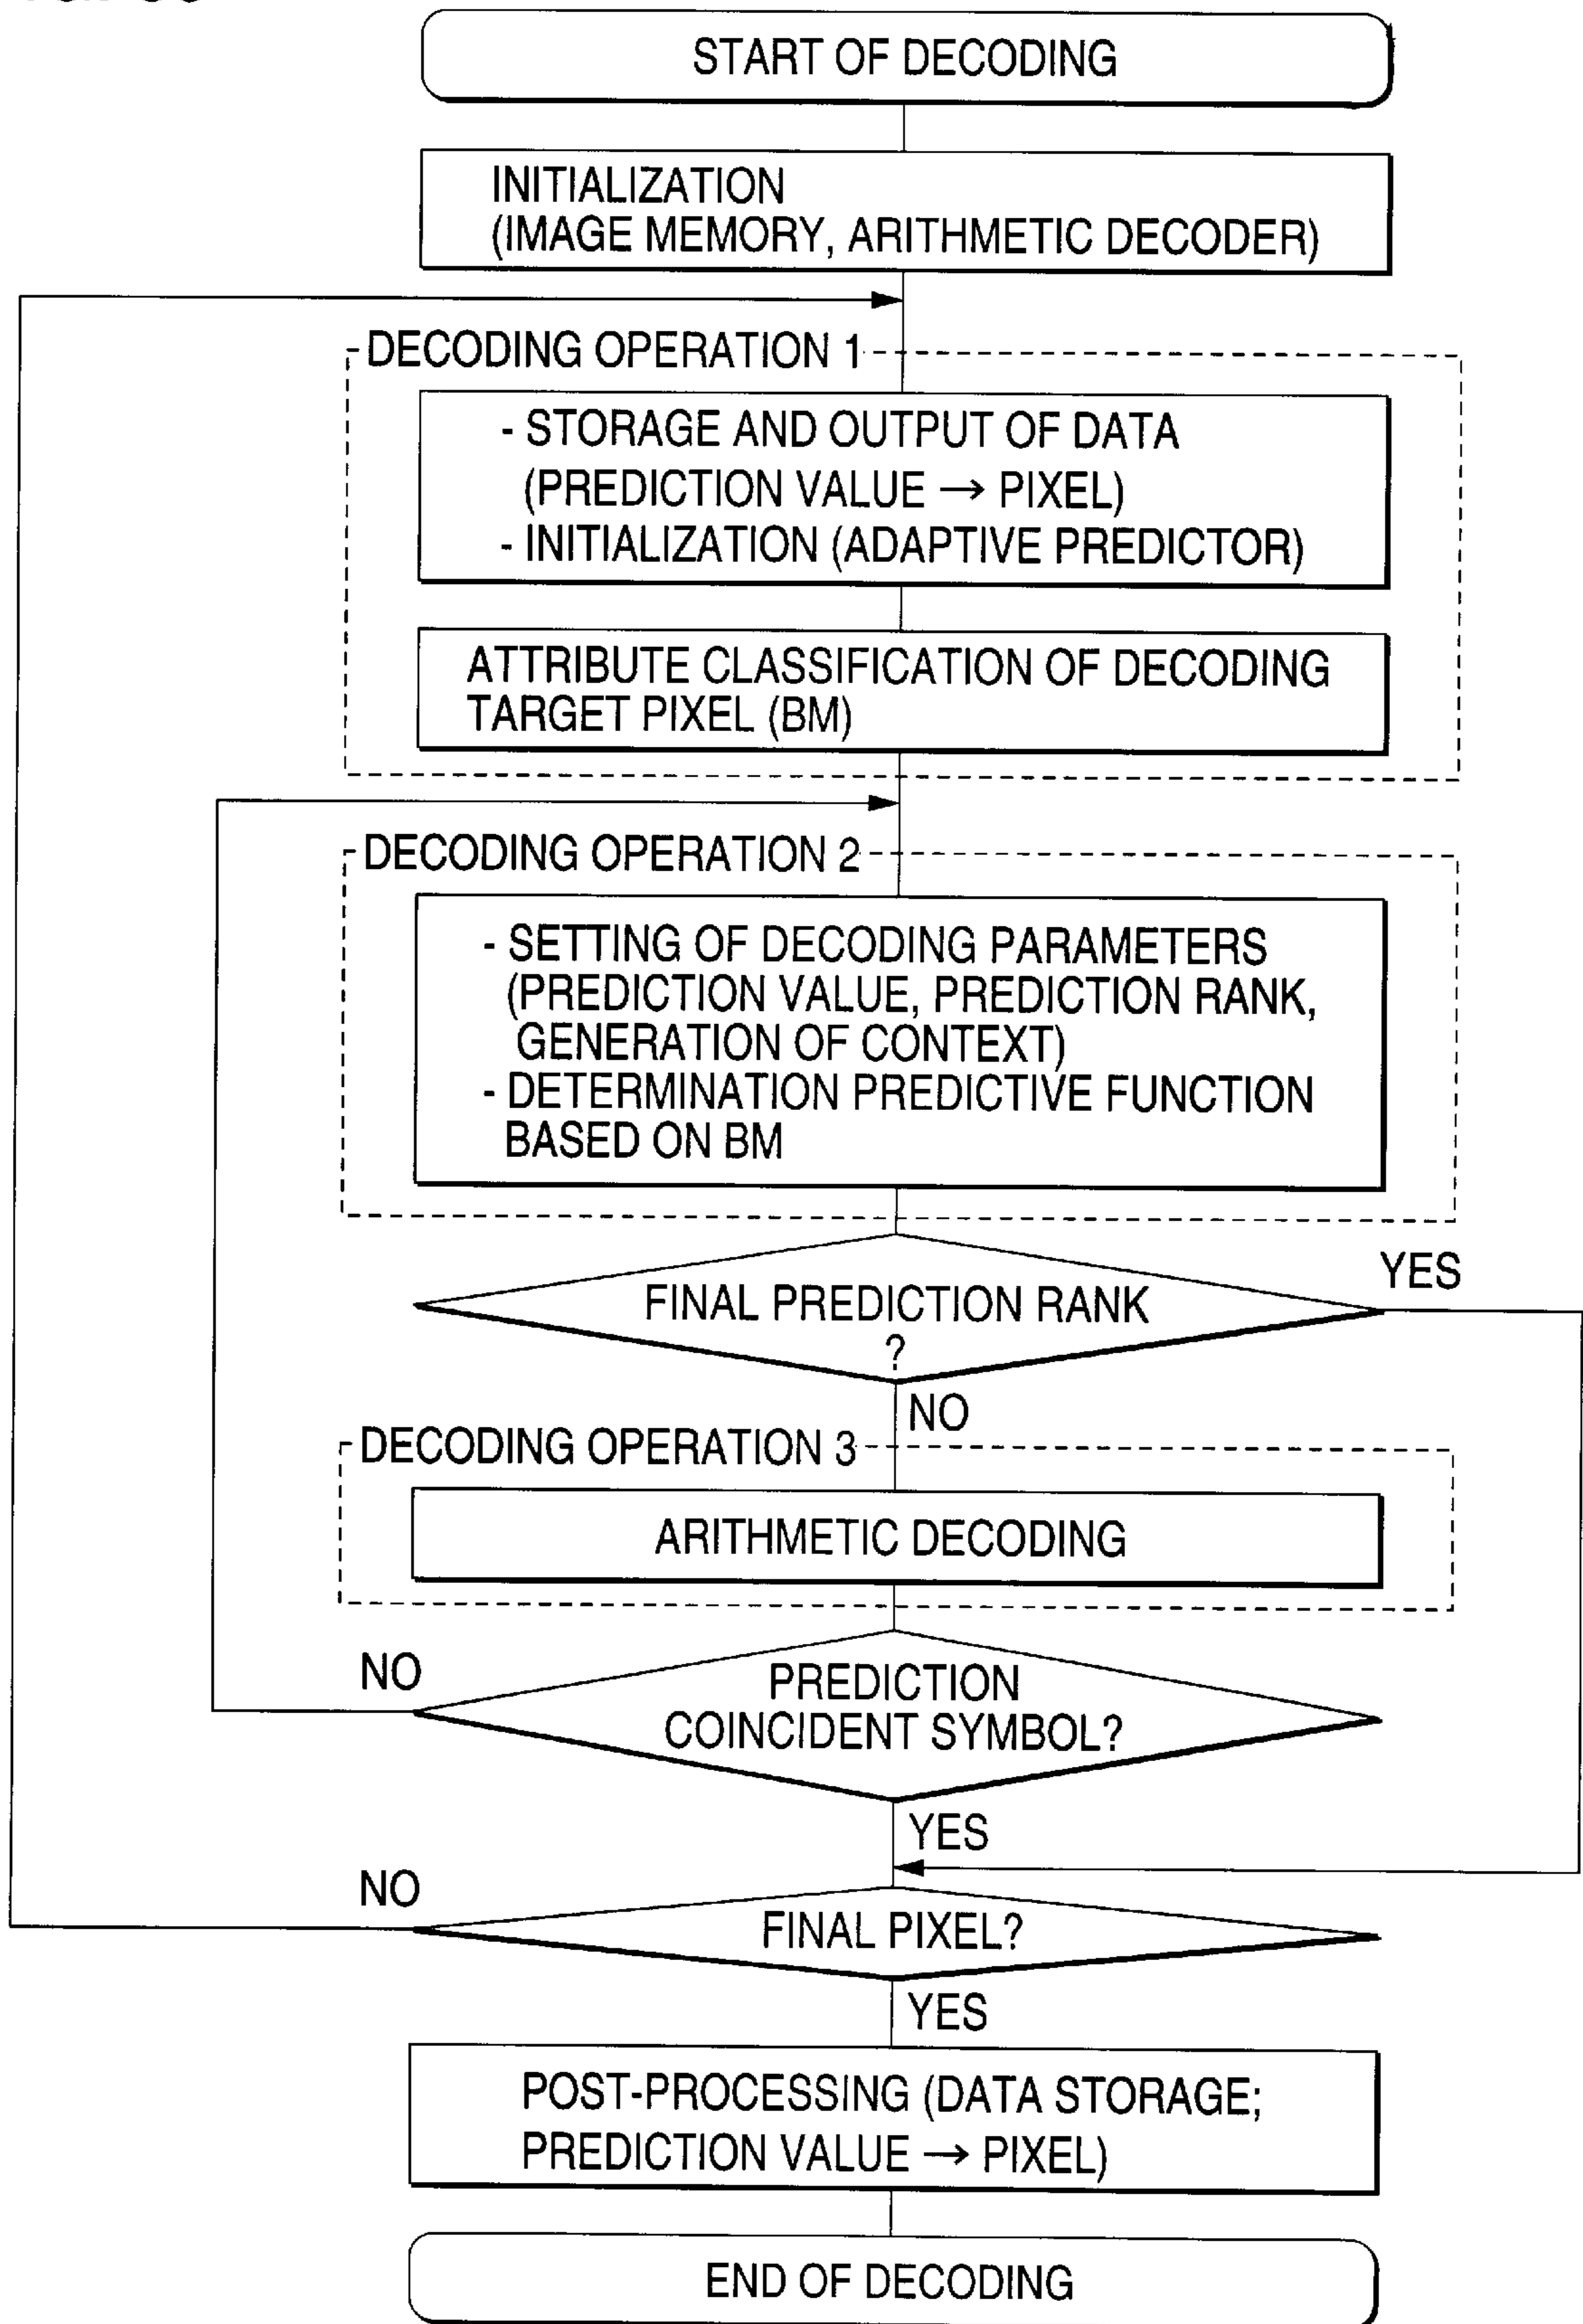 START OF DECODING
INITIALIZATION
(IMAGE MEMORY, ARITHMETIC DECODER)
DECODING OPERATION 1
- STORAGE AND OUTPUT OF DATA
(PREDICTION VALUE → PIXEL)
- INITIALIZATION (ADAPTIVE PREDICTOR)
ATTRIBUTE CLASSIFICATION OF DECODING
TARGET PIXEL (BM)
DECODING OPERATION 2
- SETTING OF DECODING PARAMETERS
(PREDICTION VALUE, PREDICTION RANK,
GENERATION OF CONTEXT)
- DETERMINATION PREDICTIVE FUNCTION
BASED ON BM
YES
FINAL PREDICTION RANK
?
NO
DECODING OPERATION 3
ARITHMETIC DECODING
NO
PREDICTION
COINCIDENT SYMBOL?
YES
NO
FINAL PIXEL?
YES
POST-PROCESSING (DATA STORAGE;
PREDICTION VALUE → PIXEL)
END OF DECODING